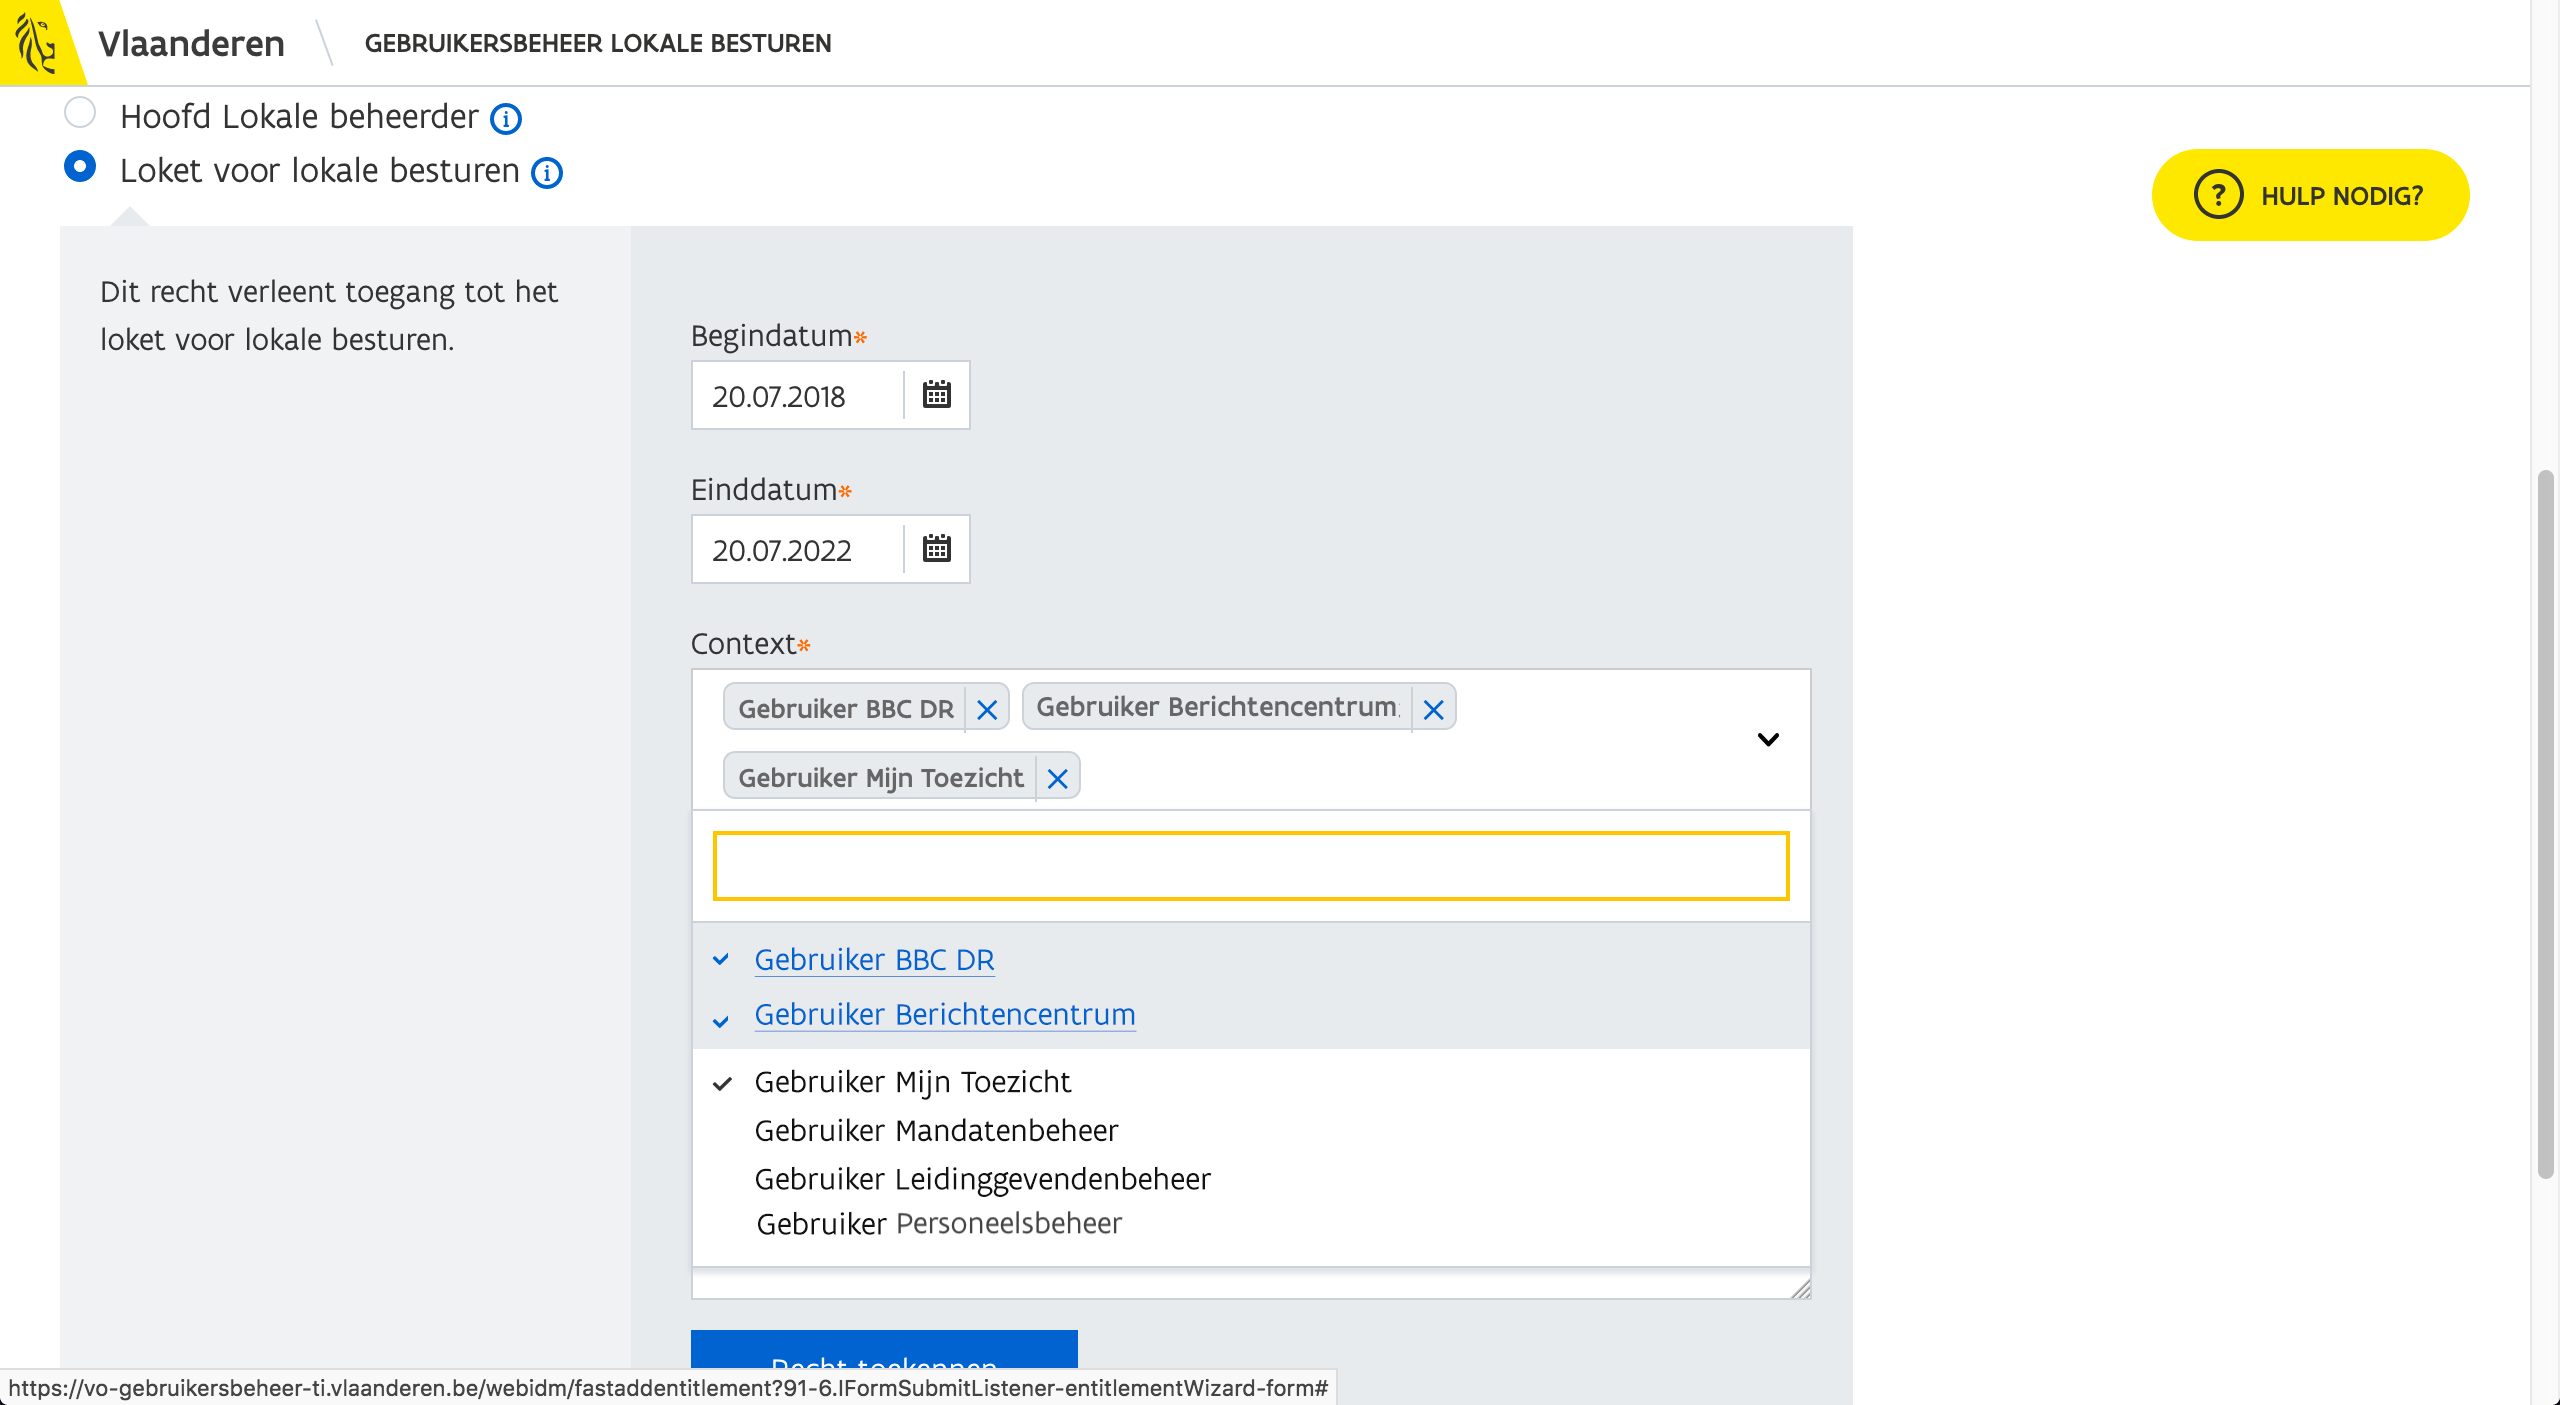 Vlaanderen
GEBRUIKERSBEHEER LOKALE BESTUREN
Hoofd Lokale beheerder i
Loket voor lokale besturen i
? HULP NODIG?
Dit recht verleent toegang tot het
loket voor lokale besturen.
Begindatum*
20.07.2018
Einddatum*
20.07.2022
Context*
Gebruiker BBC DR
Gebruiker Berichtencentrum
Gebruiker Mijn Toezicht
Gebruiker BBC DR
Gebruiker Berichtencentrum
Gebruiker Mijn Toezicht
Gebruiker Mandatenbeheer
Gebruiker Leidinggevendenbeheer
Gebruiker Personeelsbeheer
Recht toekennen
https://vo-gebruikersbeheer-ti.vlaanderen.be/webidm/fastaddentitlement?91-6.IFormSubmitListener-entitlementWizard-form#